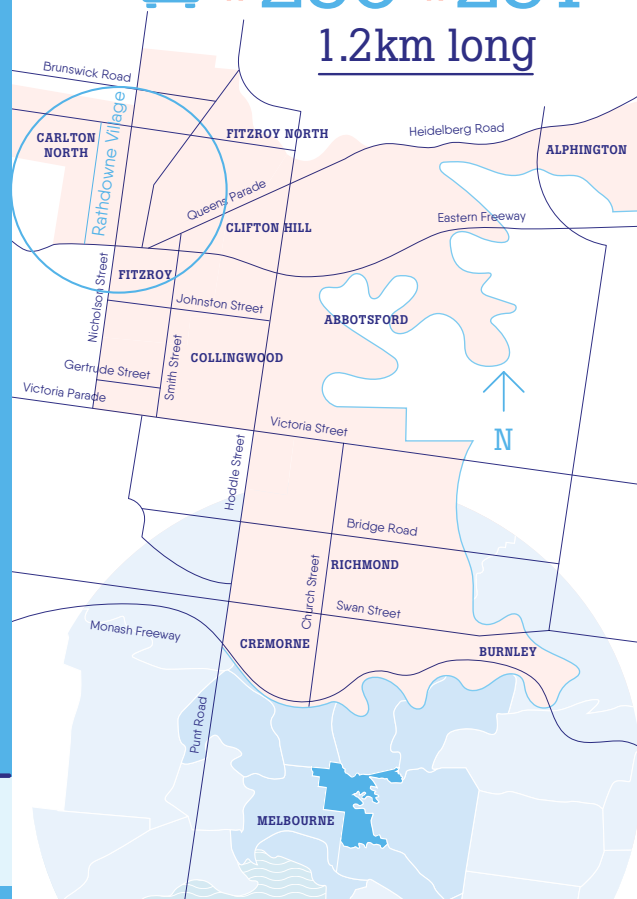 1.2km long
Brunswick Road
Rathdowne Village
CARLTON
NORTH
FITZROY NORTH
Heidelberg Road
ALPHINGTON
Queens Parade
CLIFTON HILL
Eastern Freeway
Nicholson Street
FITZROY
Johnston Street
ABBOTSFORD
Smith Street
COLLINGWOOD
Gertrude Street
Victoria Parade
Victoria Street
N
Hoddle Street
Bridge Road
Church Street
RICHMOND
Swan Street
Monash Freeway
CREMORNE
BURNLEY
Punt Road
MELBOURNE